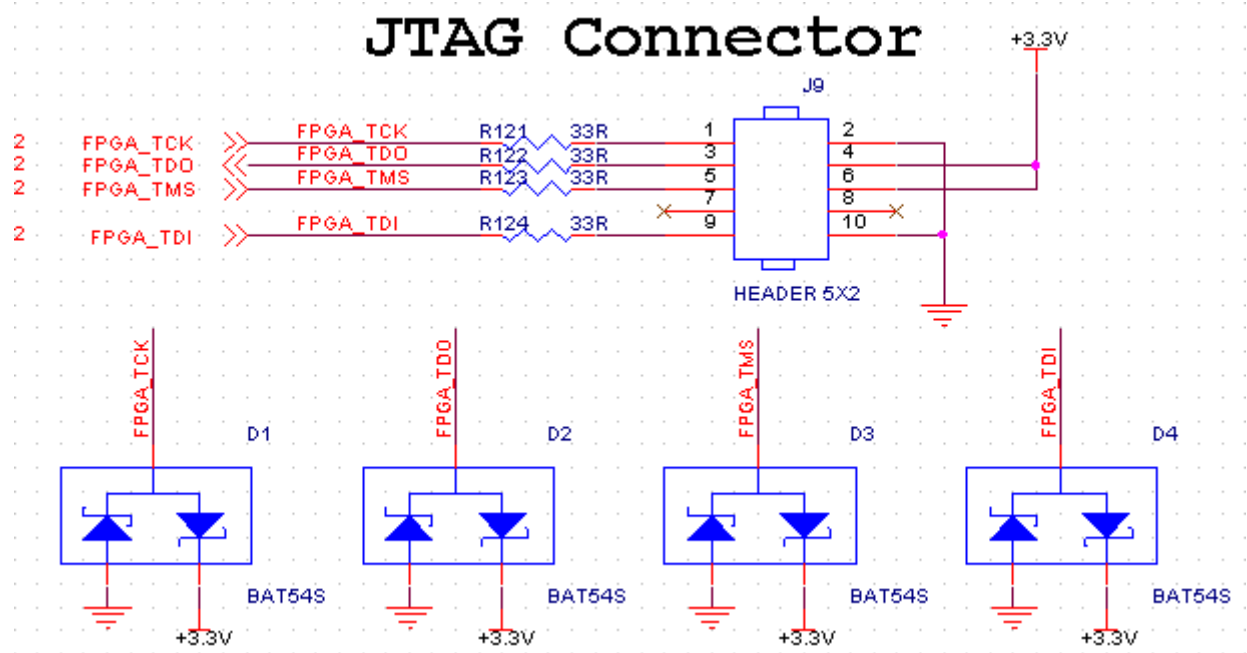 JTAG Connector
+3.3V
J9
2 FPGA_TCK FPGA_TCK R121 33R 1 2
2 FPGA_TDO FPGA_TDO R122 33R 3 4
2 FPGA_TMS FPGA_TMS R123 33R 5 6
7 8
2 FPGA_TDI FPGA_TDI R124 33R 9 10
HEADER 5X2
FPGA_TCK FPGA_TDO FPGA_TMS FPGA_TDI
D1 D2 D3 D4
BAT54S BAT54S BAT54S BAT54S
+3.3V +3.3V +3.3V +3.3V